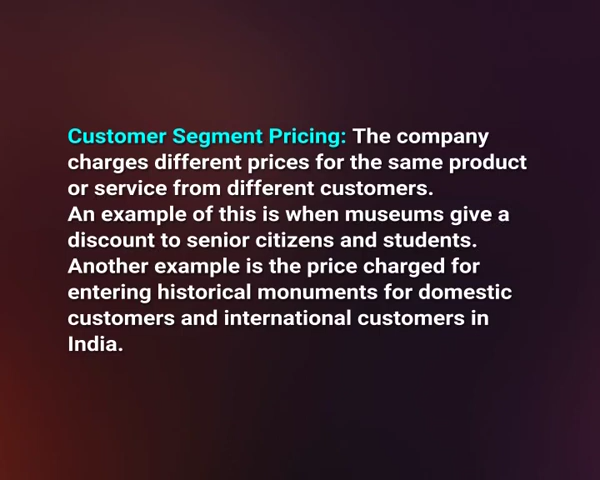 Customer Segment Pricing: The company
charges different prices for the same product
or service from different customers.
An example of this is when museums give a
discount to senior citizens and students.
Another example is the price charged for
entering historical monuments for domestic
customers and international customers in
India.